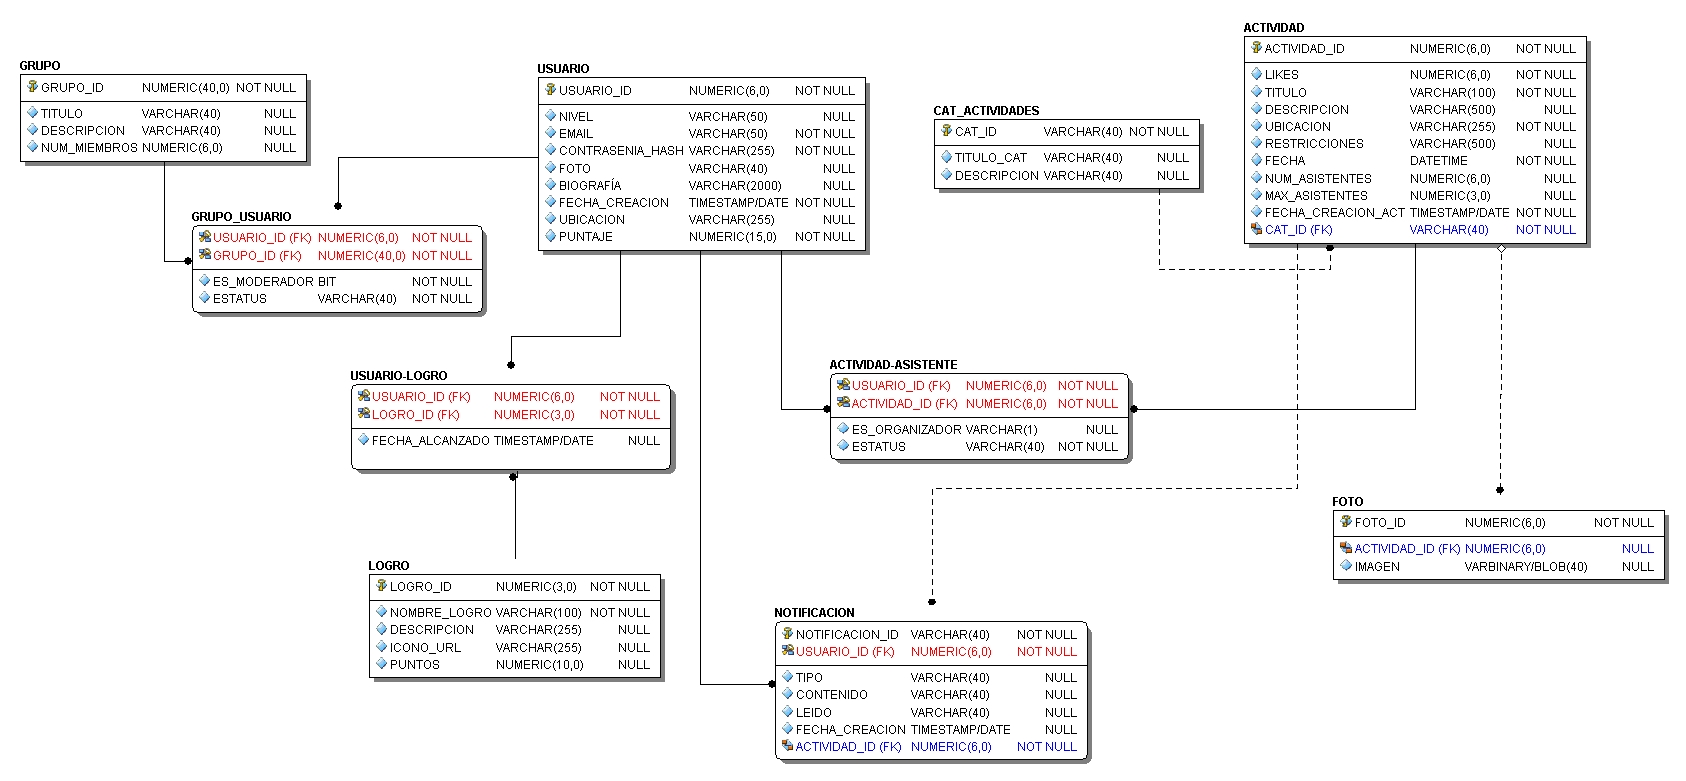 GRUPO
GRUPO_ID NUMERIC(40,0) NOT NULL
TITULO VARCHAR(40) NULL
DESCRIPCION VARCHAR(40) NULL
NUM_MIEMBROS NUMERIC(6,0) NULL
USUARIO
USUARIO_ID NUMERIC(6,0) NOT NULL
NIVEL VARCHAR(50) NULL
EMAIL VARCHAR(50) NOT NULL
CONTRASENIA_HASH VARCHAR(255) NOT NULL
FOTO VARCHAR(40) NULL
BIOGRAFÍA VARCHAR(2000) NULL
FECHA_CREACION TIMESTAMP/DATE NOT NULL
UBICACION VARCHAR(255) NULL
PUNTAJE NUMERIC(15,0) NOT NULL
CAT_ACTIVIDADES
CAT_ID VARCHAR(40) NOT NULL
TITULO_CAT VARCHAR(40) NULL
DESCRIPCION VARCHAR(40) NULL
ACTIVIDAD
ACTIVIDAD_ID NUMERIC(6,0) NOT NULL
LIKES NUMERIC(6,0) NOT NULL
TITULO VARCHAR(100) NOT NULL
DESCRIPCION VARCHAR(500) NULL
UBICACION VARCHAR(255) NOT NULL
RESTRICCIONES VARCHAR(500) NULL
FECHA DATETIME NOT NULL
NUM_ASISTENTES NUMERIC(6,0) NULL
MAX_ASISTENTES NUMERIC(3,0) NULL
FECHA_CREACION_ACT TIMESTAMP/DATE NOT NULL
CAT_ID (FK) VARCHAR(40) NOT NULL
GRUPO_USUARIO
USUARIO_ID (FK) NUMERIC(6,0) NOT NULL
GRUPO_ID (FK) NUMERIC(40,0) NOT NULL
ES_MODERADOR BIT NOT NULL
ESTATUS VARCHAR(40) NOT NULL
USUARIO-LOGRO
USUARIO_ID (FK) NUMERIC(6,0) NOT NULL
LOGRO_ID (FK) NUMERIC(3,0) NOT NULL
FECHA_ALCANZADO TIMESTAMP/DATE NULL
ACTIVIDAD-ASISTENTE
USUARIO_ID (FK) NUMERIC(6,0) NOT NULL
ACTIVIDAD_ID (FK) NUMERIC(6,0) NOT NULL
ES_ORGANIZADOR VARCHAR(1) NULL
ESTATUS VARCHAR(40) NOT NULL
FOTO
FOTO_ID NUMERIC(6,0) NOT NULL
ACTIVIDAD_ID (FK) NUMERIC(6,0) NULL
IMAGEN VARBINARY/BLOB(40) NULL
LOGRO
LOGRO_ID NUMERIC(3,0) NOT NULL
NOMBRE_LOGRO VARCHAR(100) NOT NULL
DESCRIPCION VARCHAR(255) NULL
ICONO_URL VARCHAR(255) NULL
PUNTOS NUMERIC(10,0) NULL
NOTIFICACION
NOTIFICACION_ID VARCHAR(40) NOT NULL
USUARIO_ID (FK) NUMERIC(6,0) NOT NULL
TIPO VARCHAR(40) NULL
CONTENIDO VARCHAR(40) NULL
LEIDO VARCHAR(40) NULL
FECHA_CREACION TIMESTAMP/DATE NULL
ACTIVIDAD_ID (FK) NUMERIC(6,0) NOT NULL